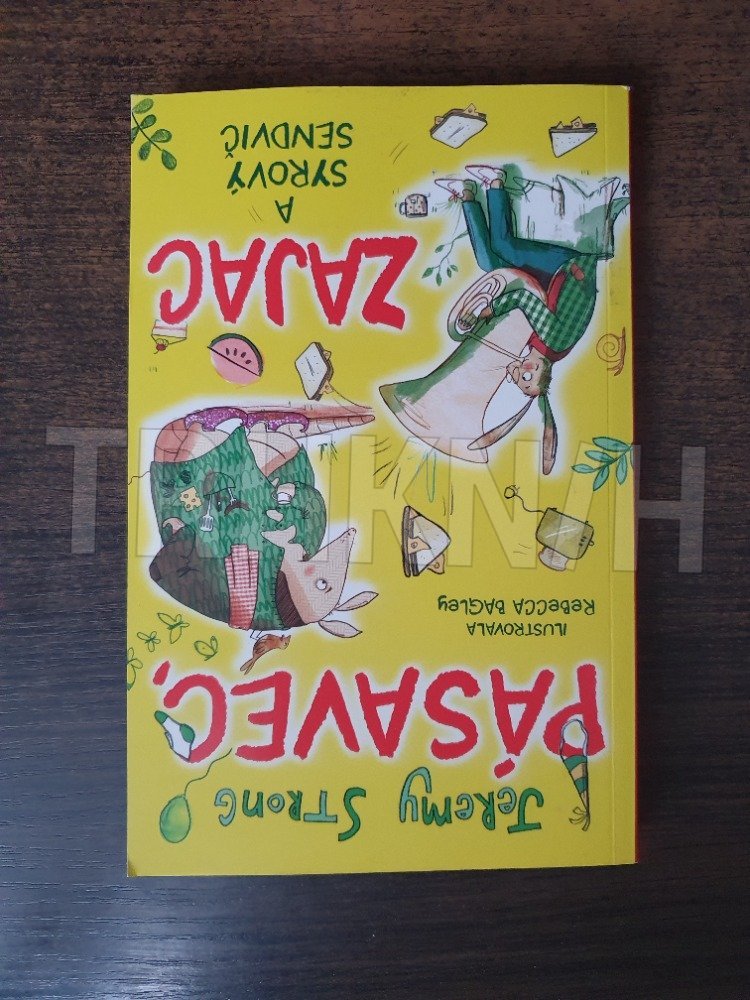 Jeremy Strong
PÁSAVEC,
ILUSTROVALA
REBECCA BAGLEY
ZAJAC
A
SYROVÝ
SENDVIČ